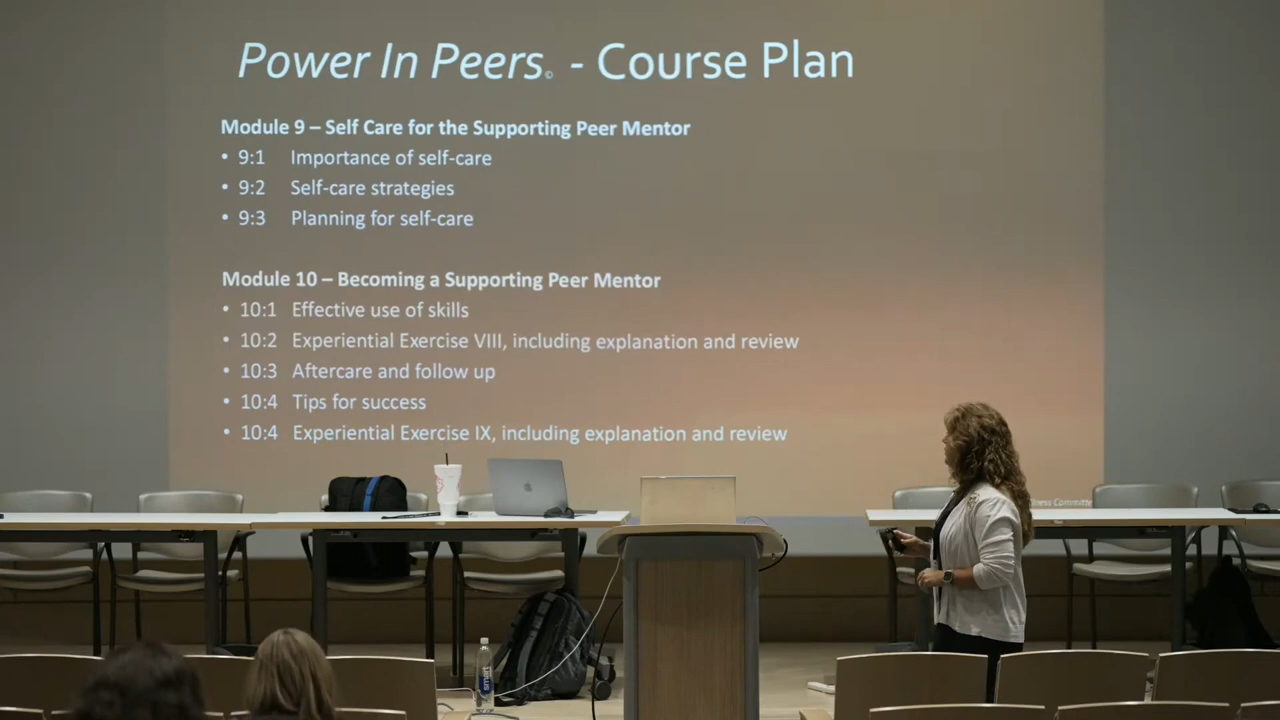 Power In Peers© - Course Plan
Module 9 – Self Care for the Supporting Peer Mentor
• 9:1 Importance of self-care
• 9:2 Self-care strategies
• 9:3 Planning for self-care
Module 10 – Becoming a Supporting Peer Mentor
• 10:1 Effective use of skills
• 10:2 Experiential Exercise VIII, including explanation and review
• 10:3 Aftercare and follow up
• 10:4 Tips for success
• 10:4 Experiential Exercise IX, including explanation and review